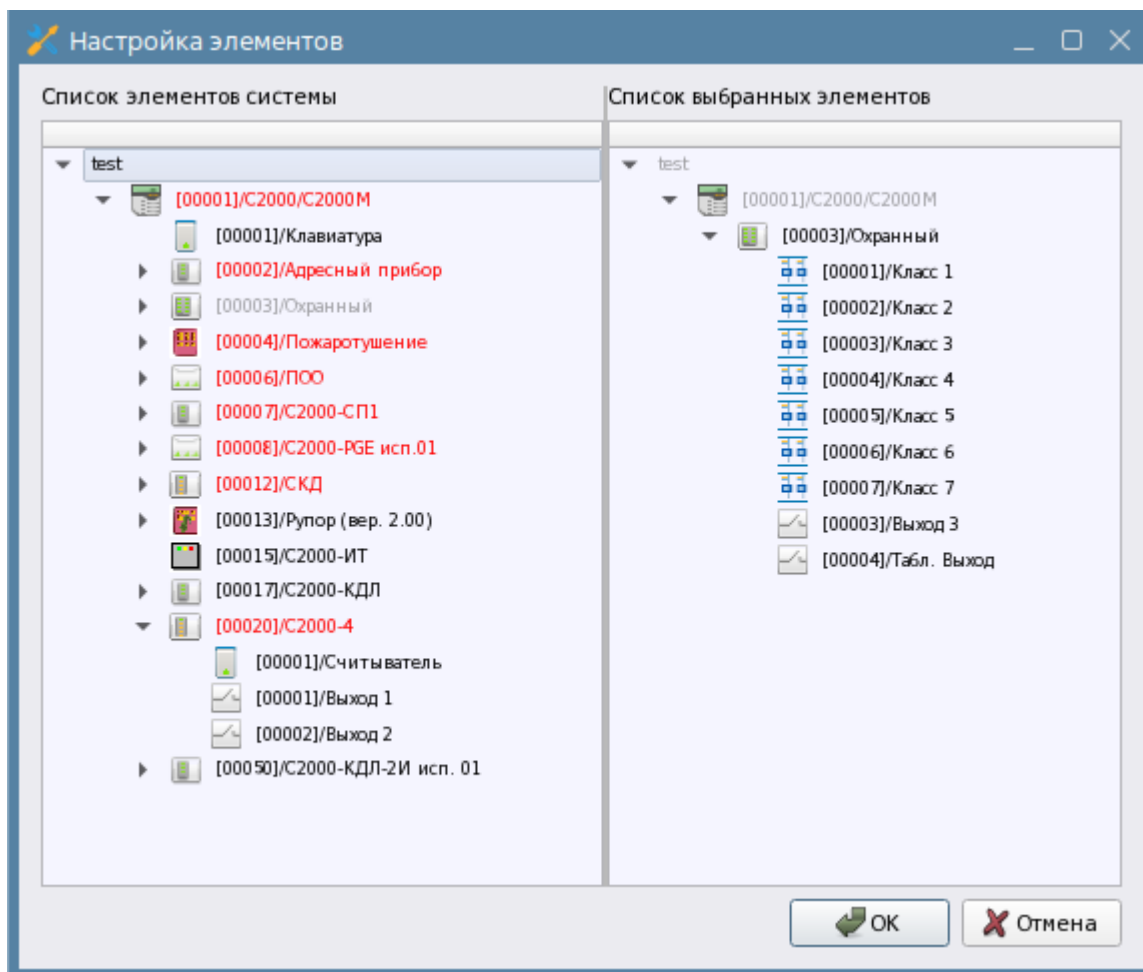 Настройка элементов
Список элементов системы
test
[00001]/С2000/С2000М
[00001]/Клавиатура
[00002]/Адресный прибор
[00003]/Охранный
[00004]/Пожаротушение
[00006]/ПОО
[00007]/С2000-СП1
[00008]/С2000-PGE исп.01
[00012]/СКД
[00013]/Рупор (вер. 2.00)
[00015]/С2000-ИТ
[00017]/С2000-КДЛ
[00020]/С2000-4
[00001]/Считыватель
[00001]/Выход 1
[00002]/Выход 2
[00050]/С2000-КДЛ-2И исп. 01
Список выбранных элементов
test
[00001]/С2000/С2000М
[00003]/Охранный
[00001]/Класс 1
[00002]/Класс 2
[00003]/Класс 3
[00004]/Класс 4
[00005]/Класс 5
[00006]/Класс 6
[00007]/Класс 7
[00003]/Выход 3
[00004]/Табл. Выход
ОК
Отмена